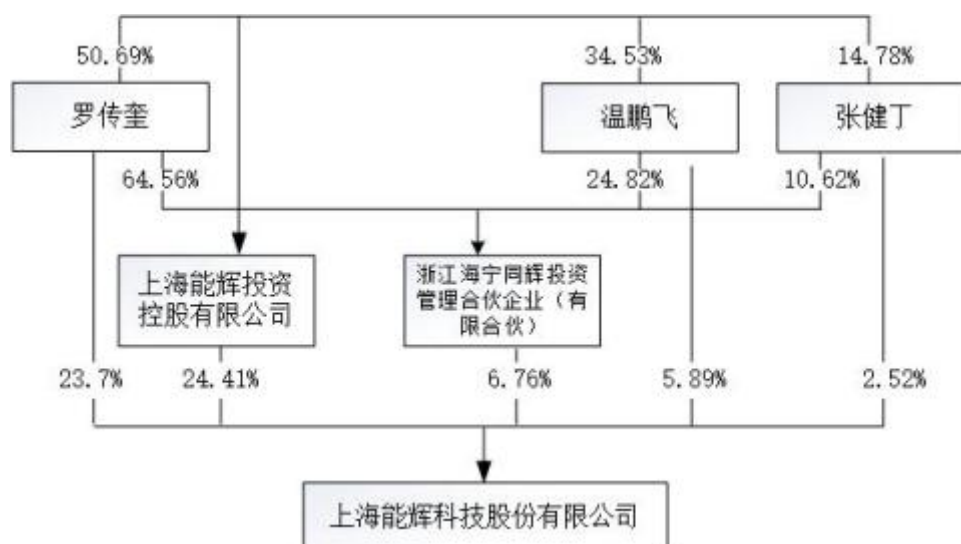 50.69%
34.53%
14.78%
罗传奎
温鹏飞
张健丁
64.56%
24.82%
10.62%
上海能辉投资
控股有限公司
浙江海宁同辉投资
管理合伙企业（有
限合伙）
23.7%
24.41%
6.76%
5.89%
2.52%
上海能辉科技股份有限公司